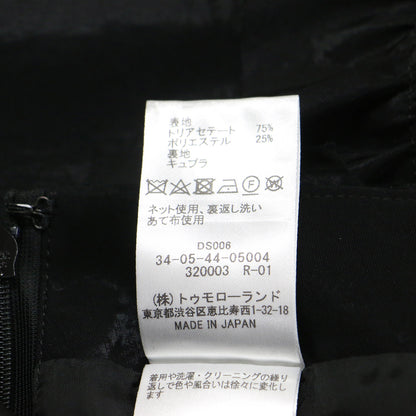 表地
トリアセテート 75%
ポリエステル 25%
裏地
キュプラ
ネット使用、裏返し洗い
あて布使用
DS006
34-05-44-05004
320003 R-01
(株)トゥモローランド
東京都渋谷区恵比寿西1-32-18
MADE IN JAPAN
着用や洗濯・クリーニングの繰り
返しで色や風合いは徐々に変化します